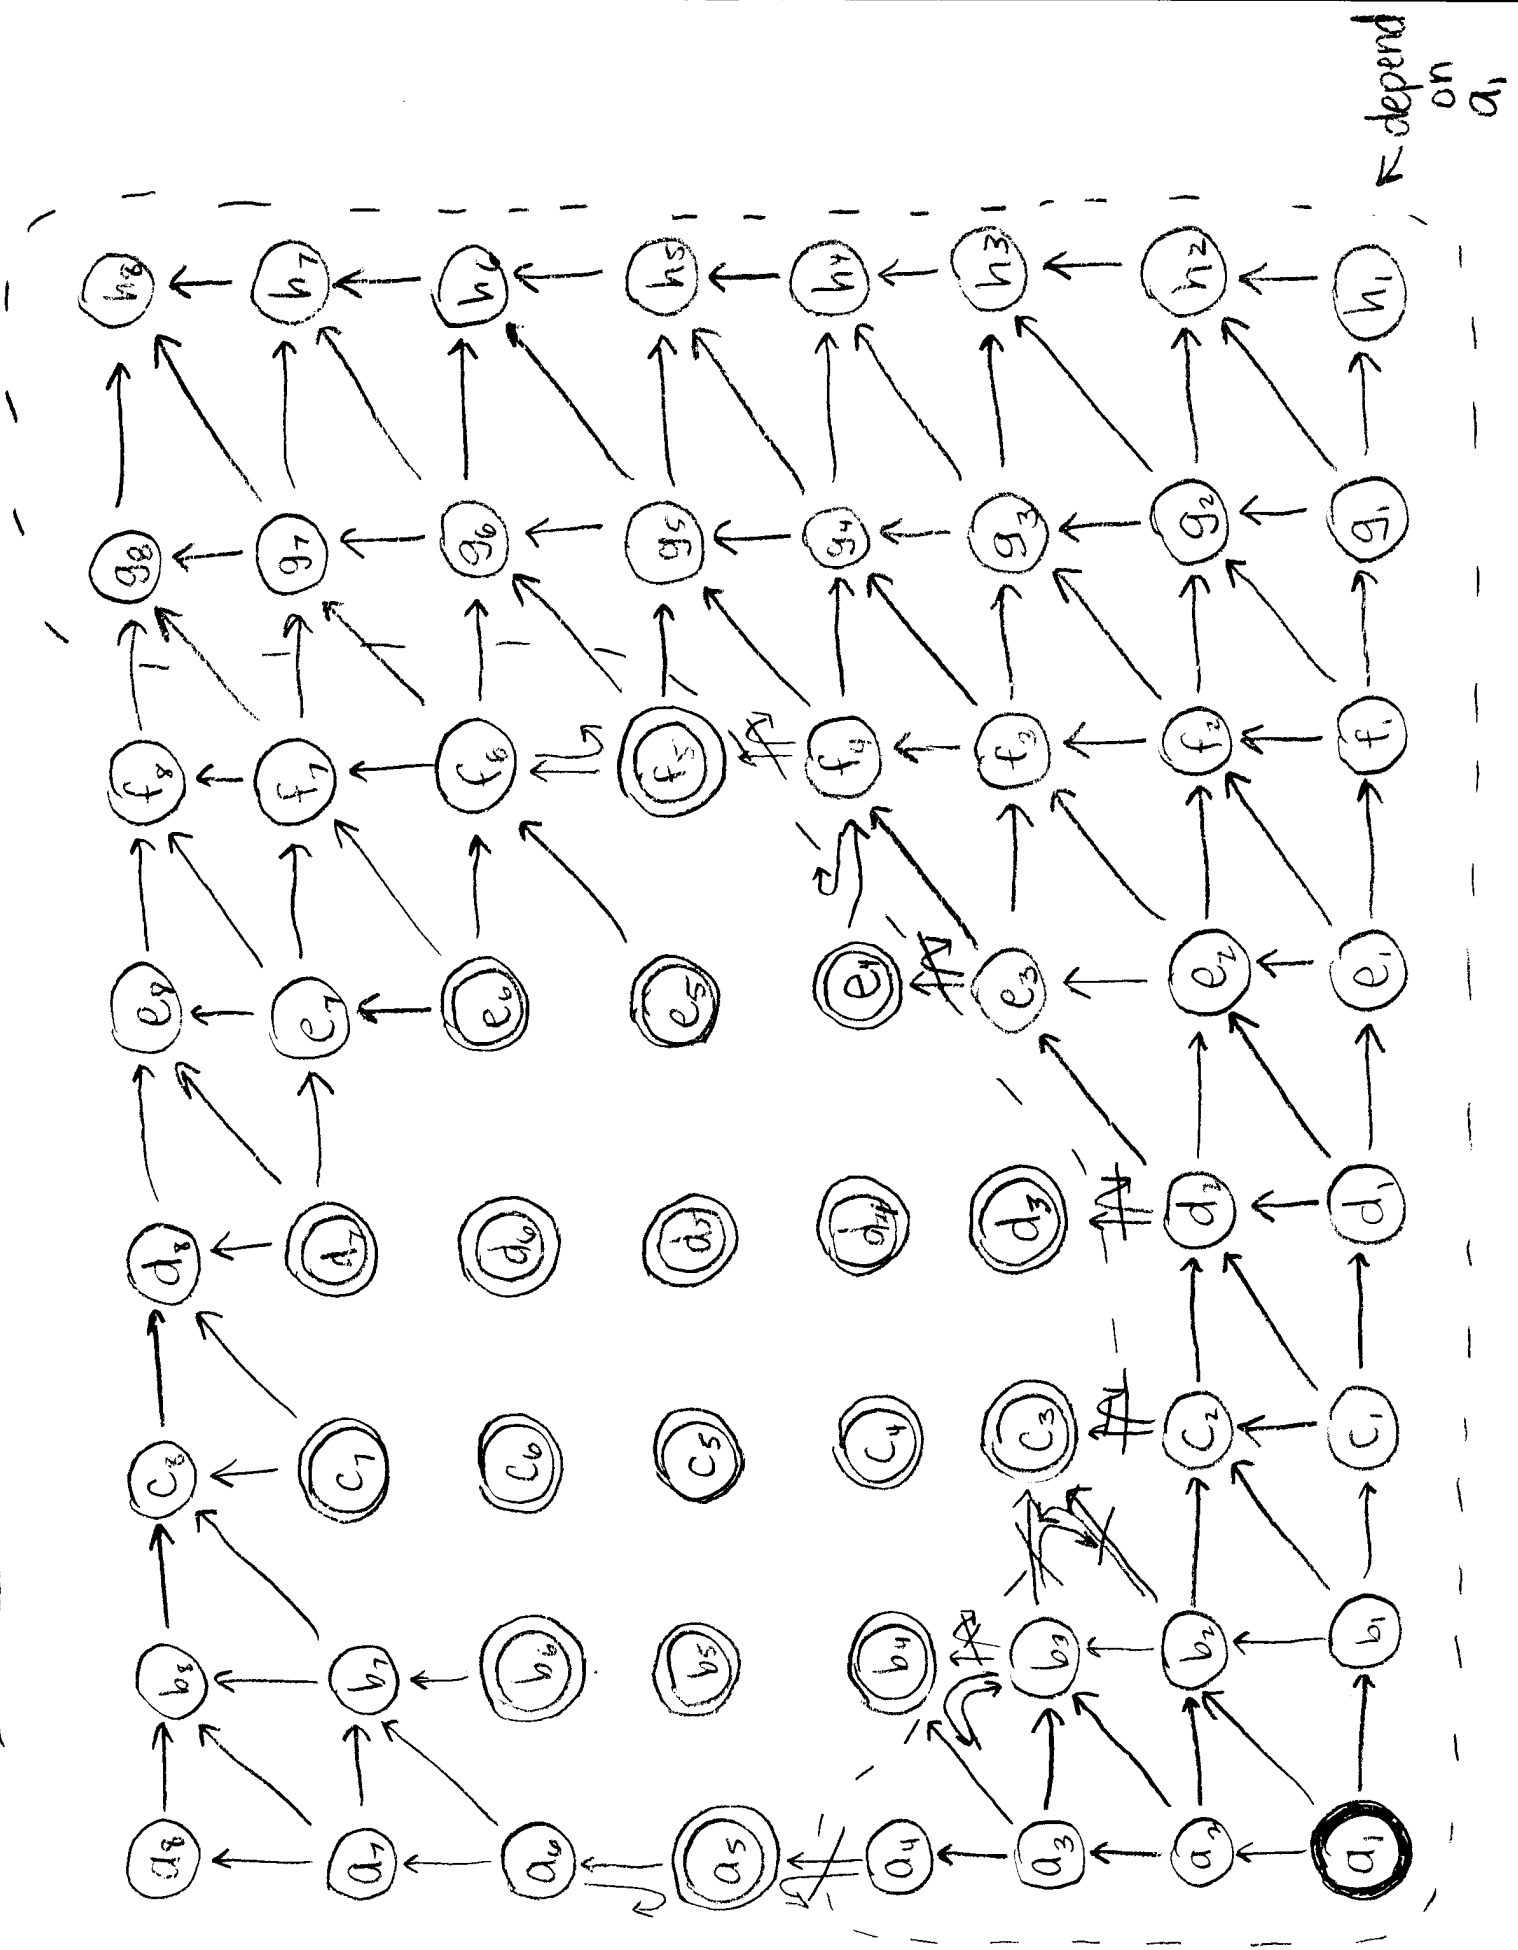 a8 b8 c8 d8 e8 f8 g8 h8
a7 b7 c7 d7 e7 f7 g7 h7
a6 b6 c6 d6 e6 f6 g6 h6
a5 b5 c5 d5 e5 f5 g5 h5
a4 b4 c4 d4 e4 f4 g4 h4
a3 b3 c3 d3 e3 f3 g3 h3
a2 b2 c2 d2 e2 f2 g2 h2
a1 b1 c1 d1 e1 f1 g1 h1
depend
on
a1